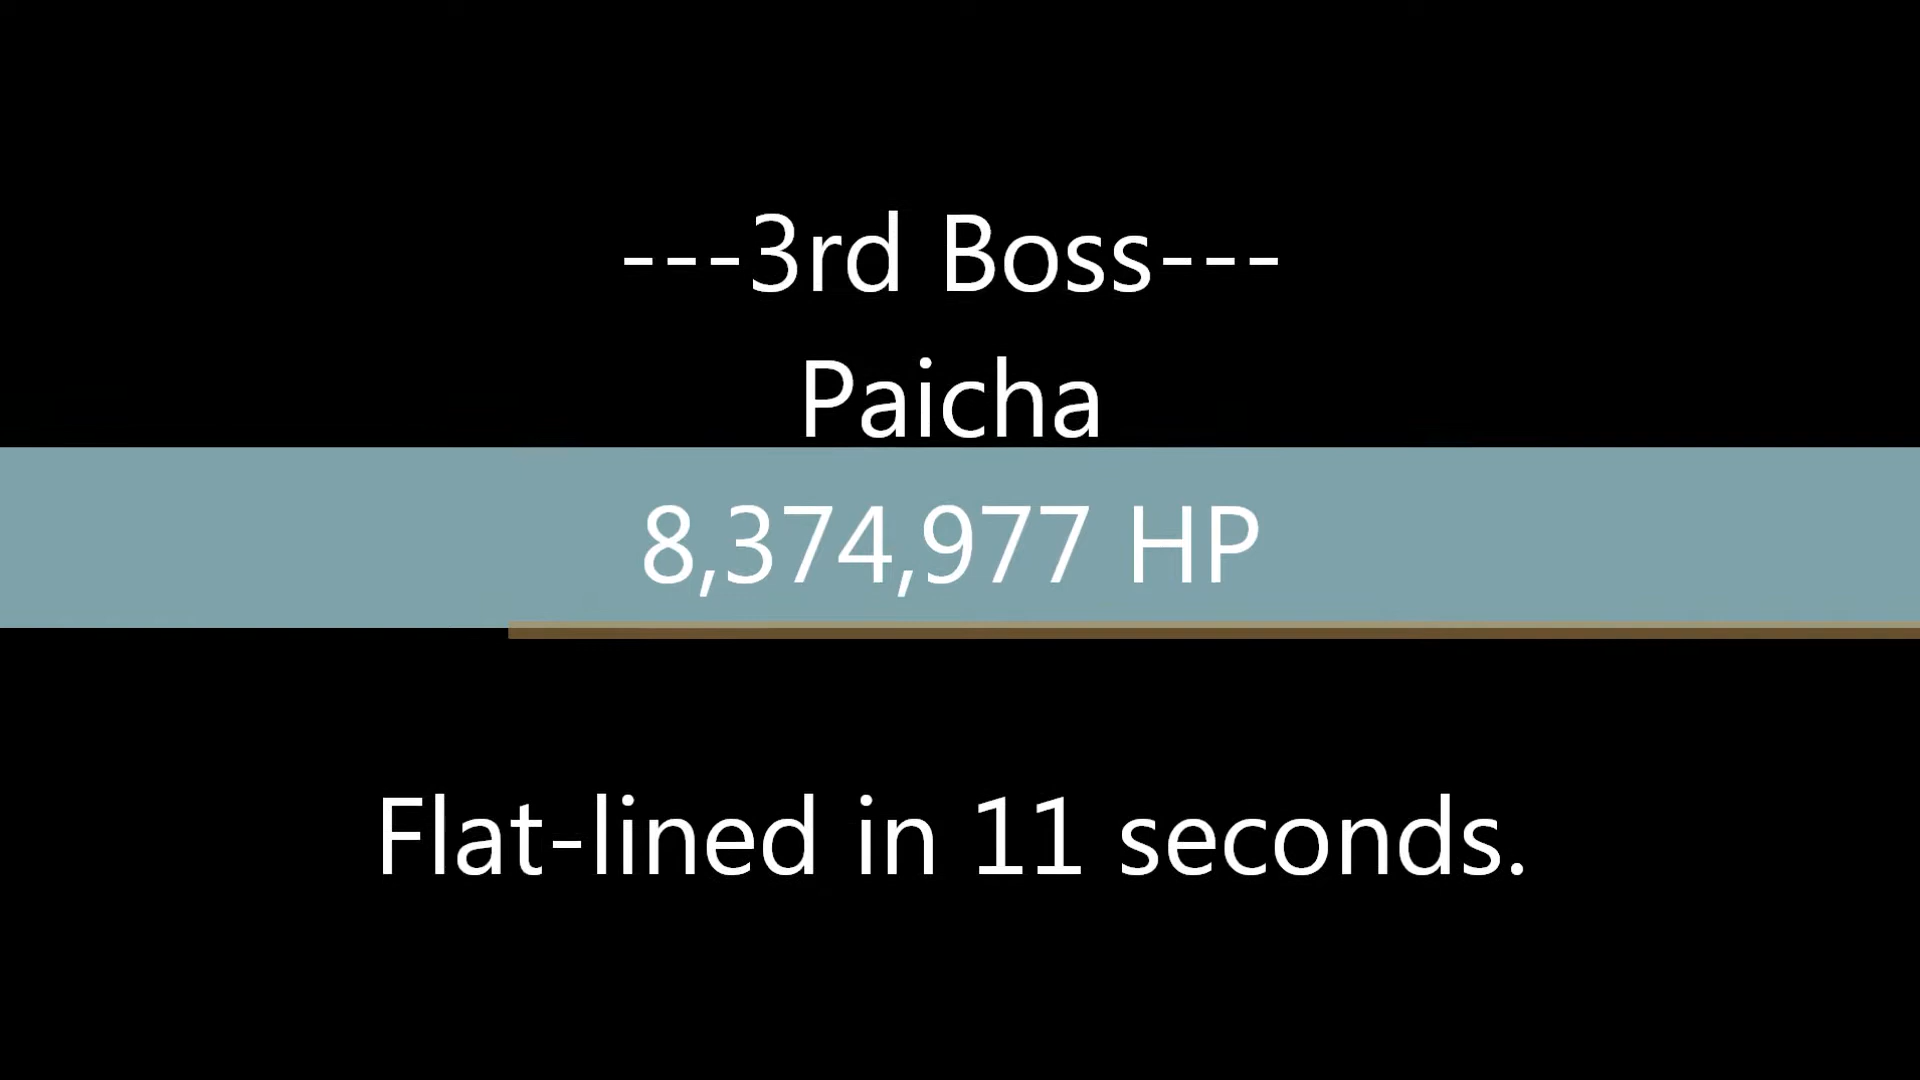 ---3rd Boss---
Paicha
8,374,977 HP
Flat-lined in 11 seconds.